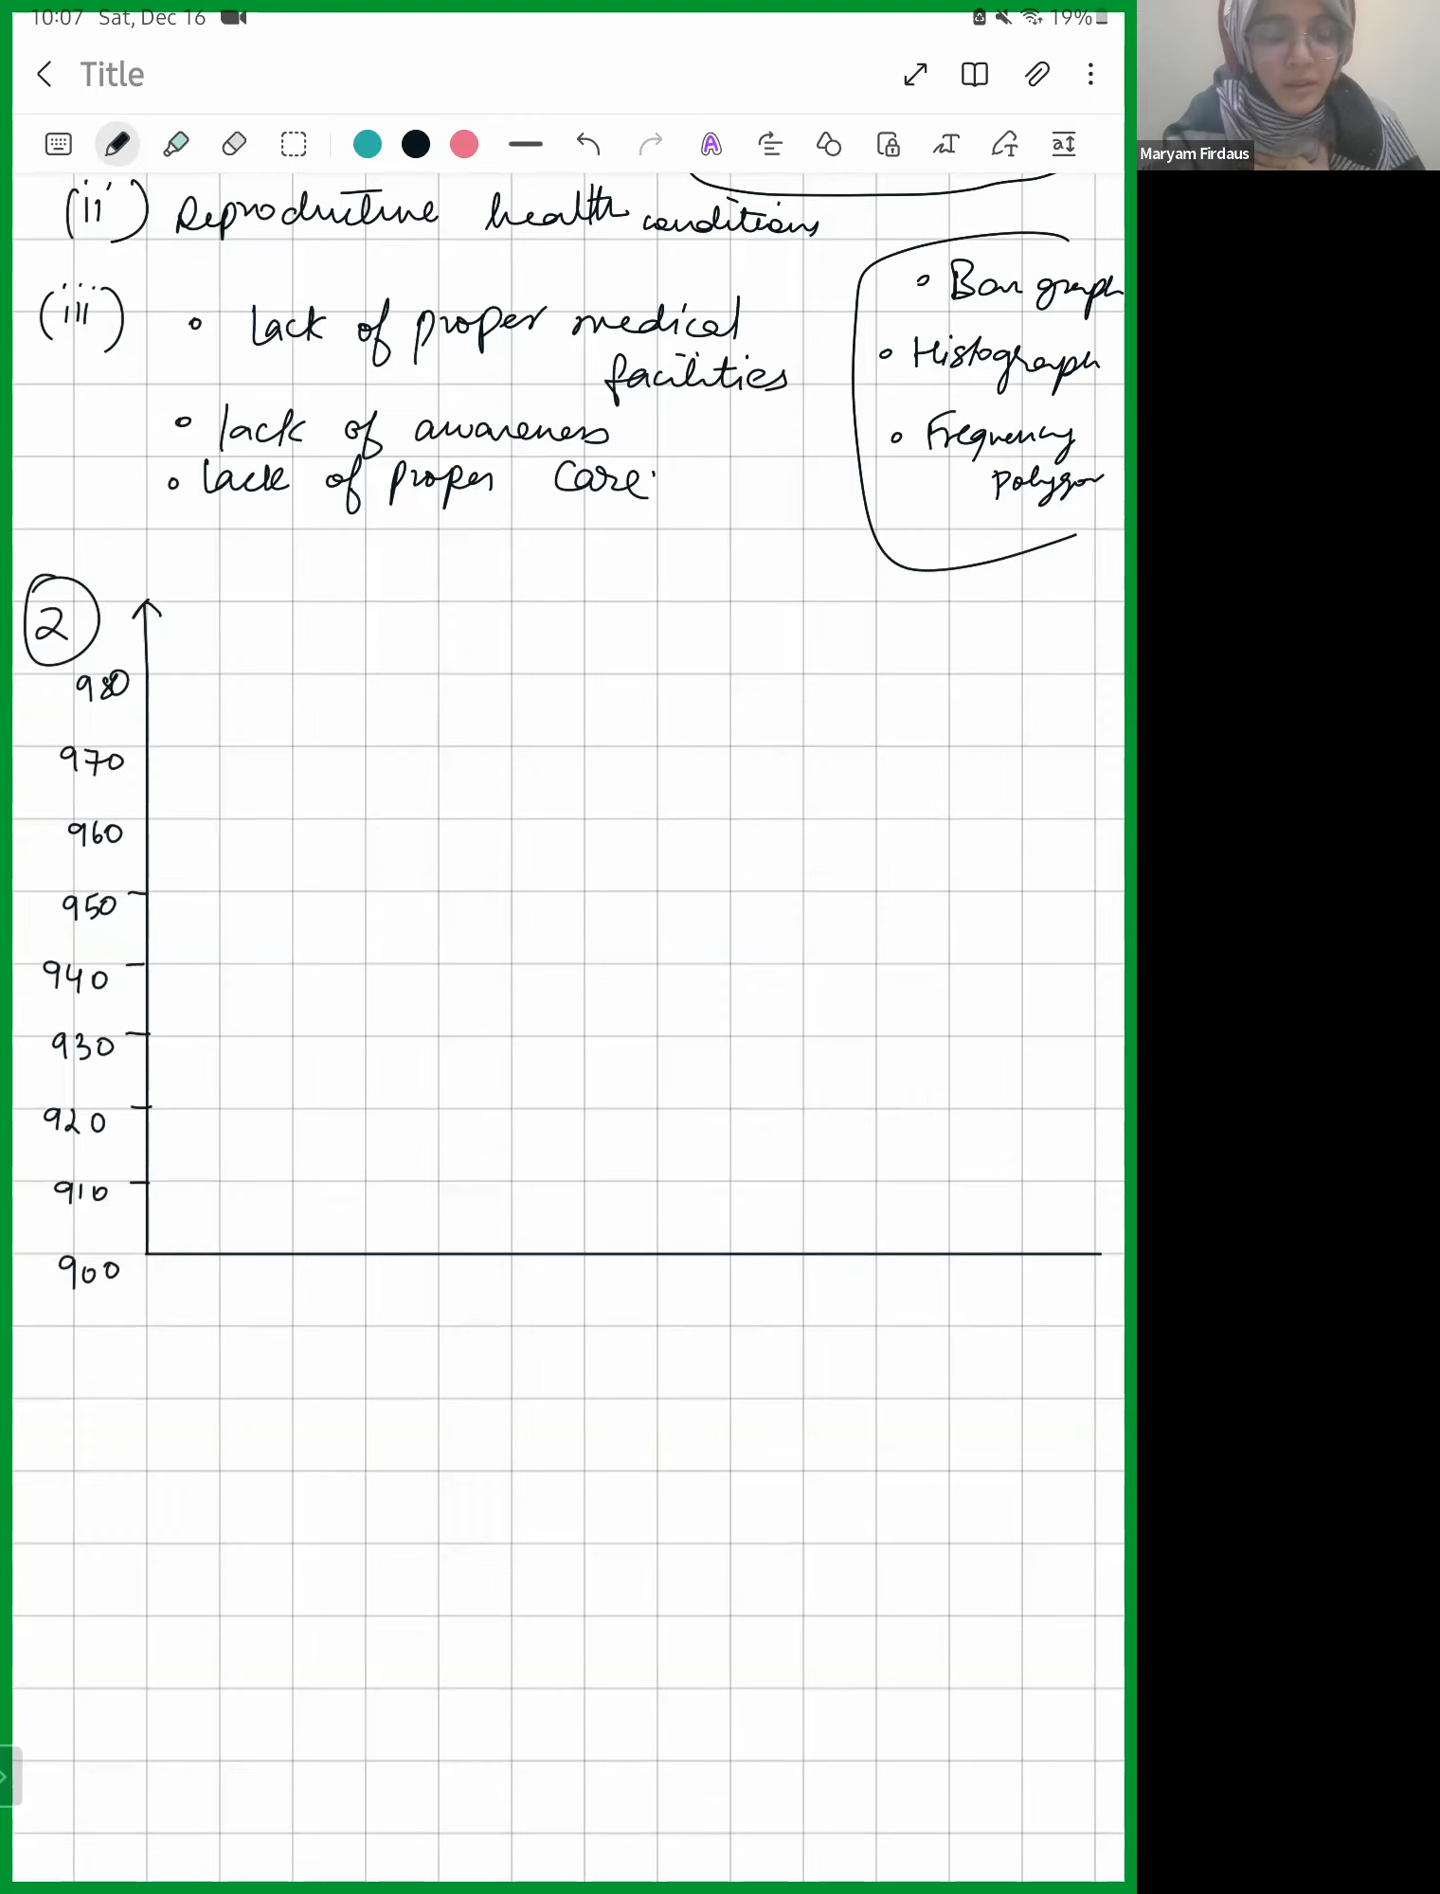 10:07 Sat, Dec 16
19%
Title
Maryam Firdaus
(ii) Reproductive health conditions
(iii) • lack of proper medical
facilities
• lack of awareness
• lack of proper care.
• Bar graph
• Histograph
• Frequency
polygon
2
980
970
960
950
940
930
920
910
900